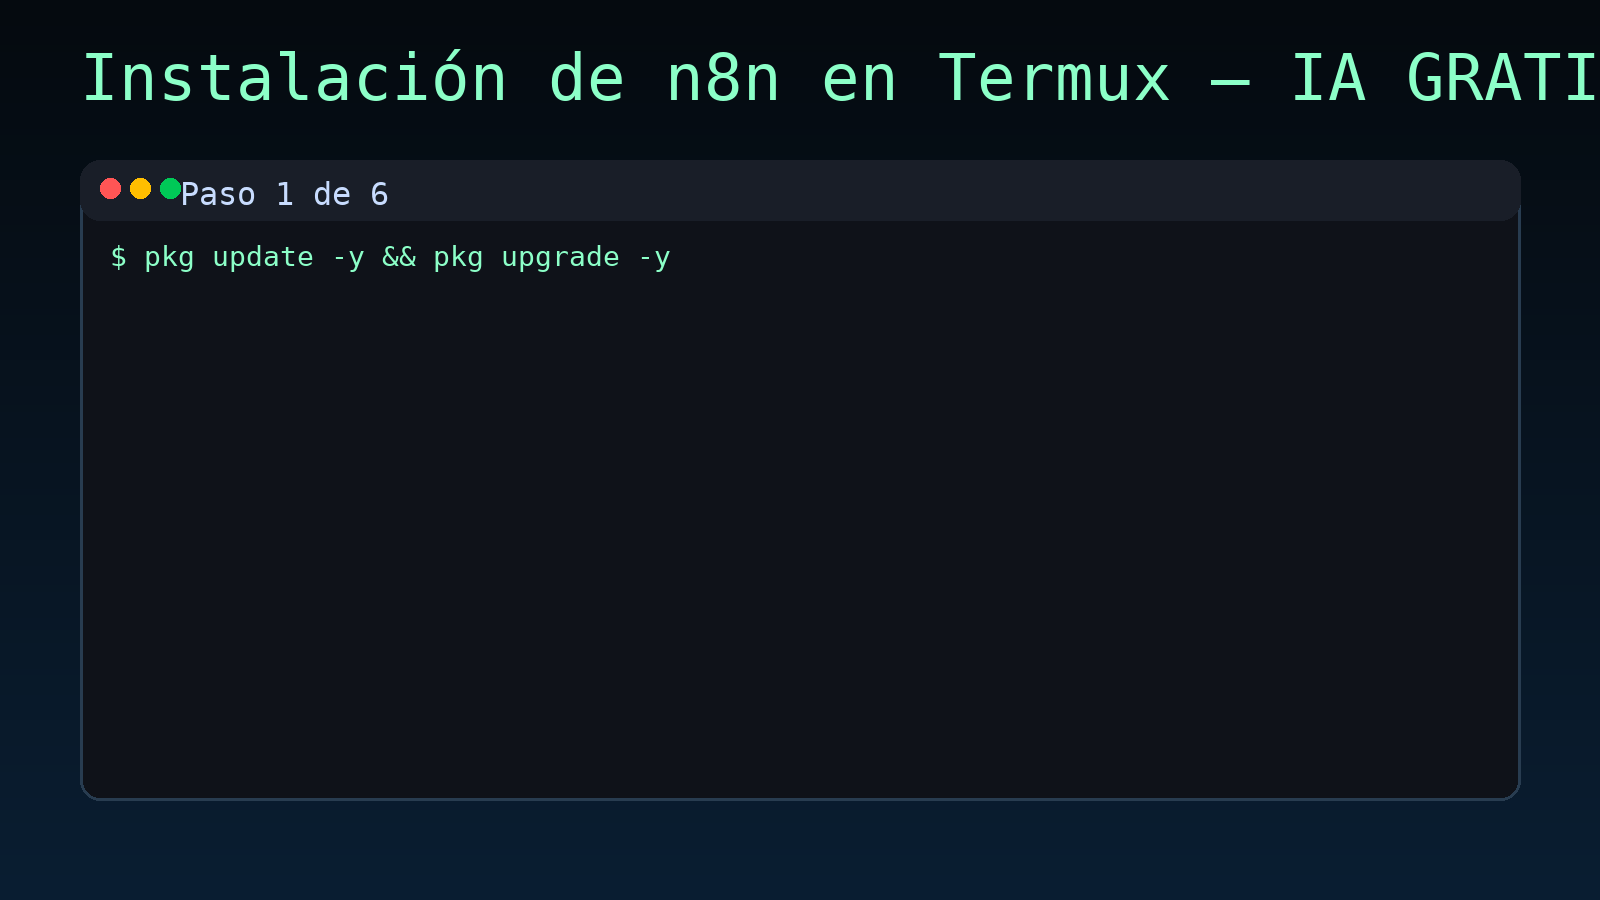 Instalación de n8n en Termux — IA GRATI
Paso 1 de 6
$ pkg update -y && pkg upgrade -y